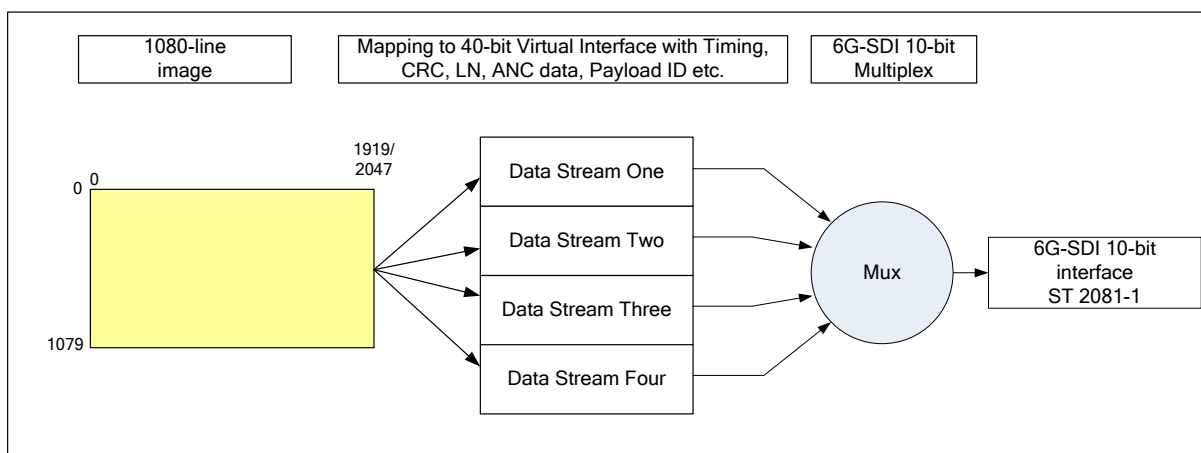 1080-line
image
Mapping to 40-bit Virtual Interface with Timing,
CRC, LN, ANC data, Payload ID etc.
6G-SDI 10-bit
Multiplex
1919/
2047
0
0
1079
Data Stream One
Data Stream Two
Data Stream Three
Data Stream Four
Mux
6G-SDI 10-bit
interface
ST 2081-1